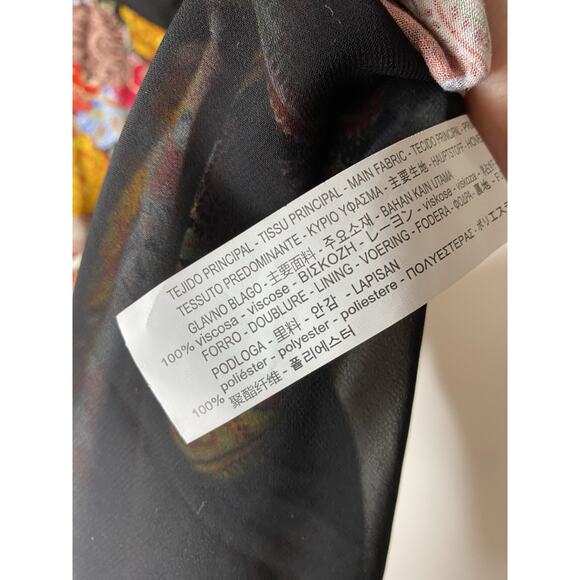 TEJIDO PRINCIPAL - TISSU PRINCIPAL - MAIN FABRIC - TECIDO PRINCIPAL -
TESSUTO PREDOMINANTE - ΚΥΡΙΟ ΥΦΑΣΜΑ - 主要生地 - HAUPTSTOFF -
GLAVNO BLAGO - 主要面料 - 주요소재 - BAHAN KAIN UTAMA
100% viscosa - viscose - ΒΙΣΚΟΖΗ - レーヨン - viskose - viskoza -
FORRO - DOUBLURE - LINING - VOERING - FODERA - ΦΟΔΡΑ - 裏地 -
PODLOGA - 里料 - 안감 - LAPISAN
100% poliéster - polyester - poliestere - ΠΟΛΥΕΣΤΕΡΑΣ - ポリエステ
聚酯纤维 - 폴리에스터